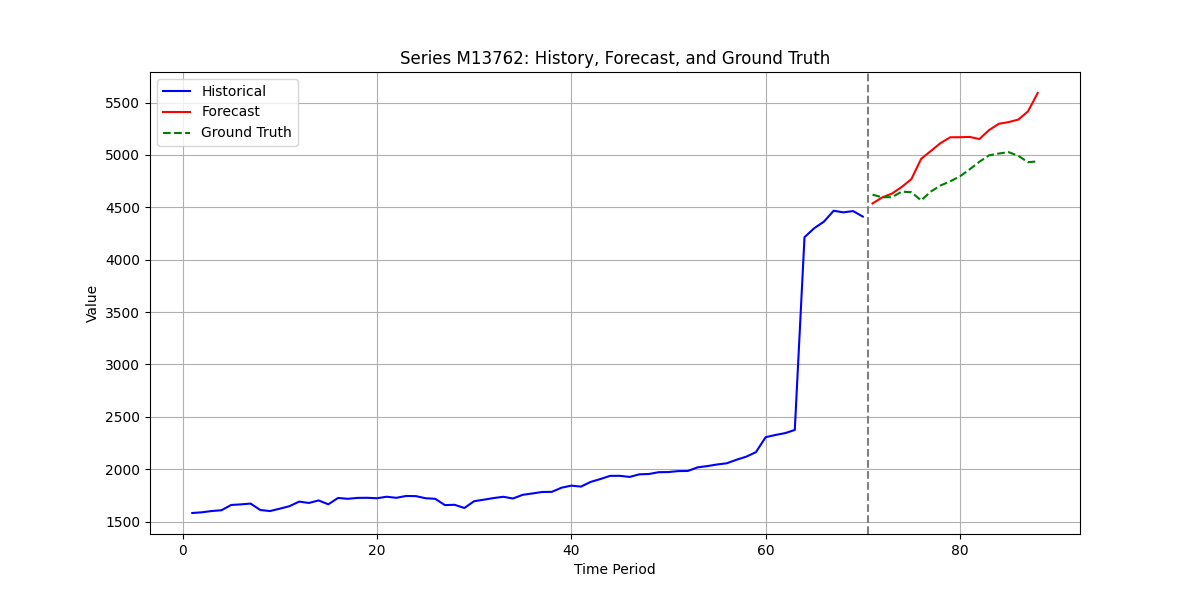 Series M13762: History, Forecast, and Ground Truth
Historical
Forecast
Ground Truth
Value
5500
5000
4500
4000
3500
3000
2500
2000
1500
0
20
40
60
80
Time Period